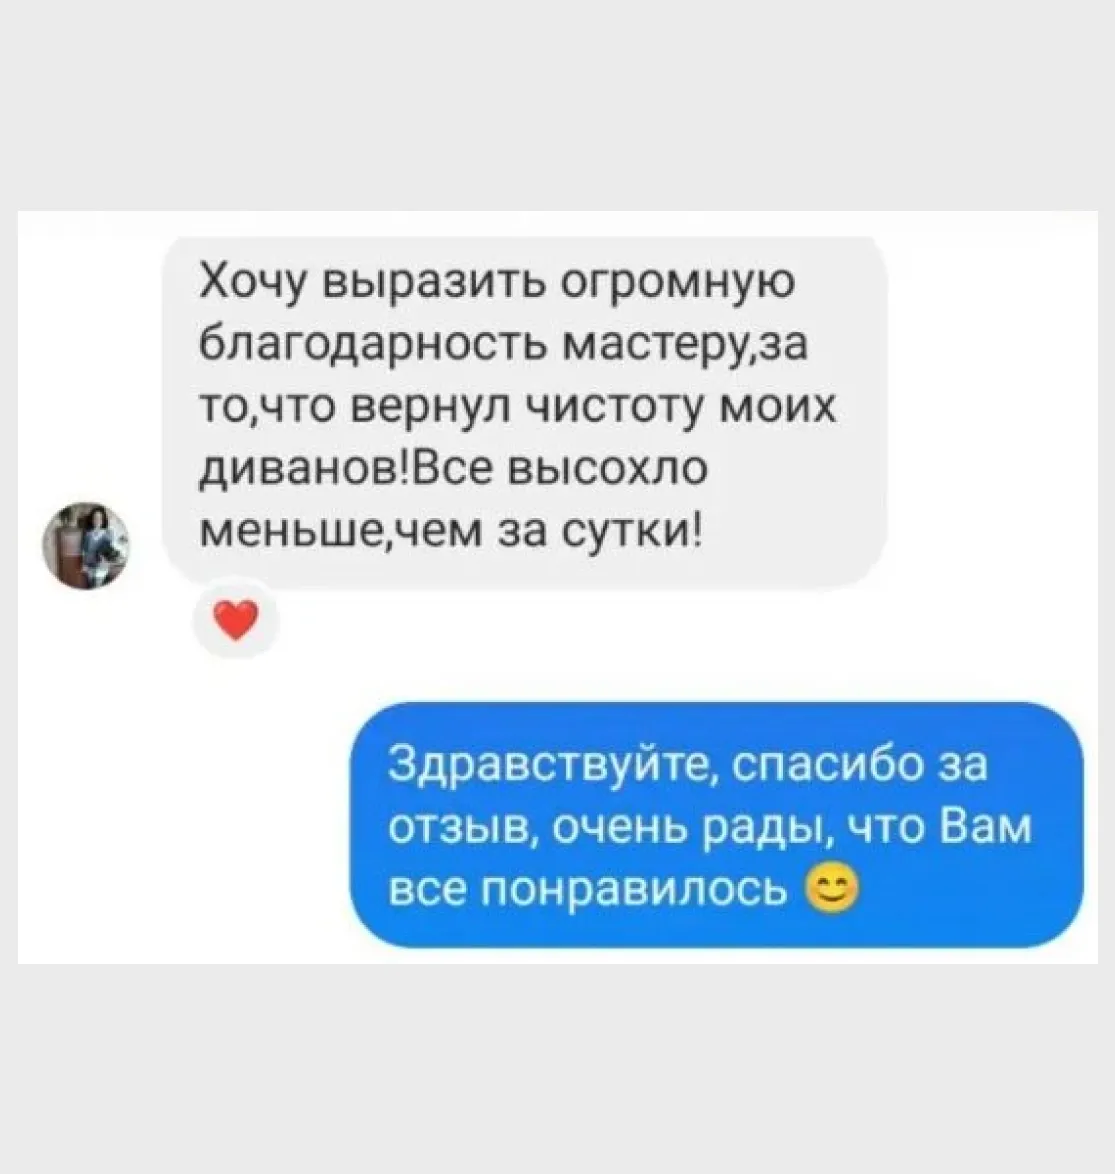 Хочу выразить огромную
благодарность мастеру,за
то,что вернул чистоту моих
диванов!Все высохло
меньше,чем за сутки!
Здравствуйте, спасибо за
отзыв, очень рады, что Вам
все понравилось 😊